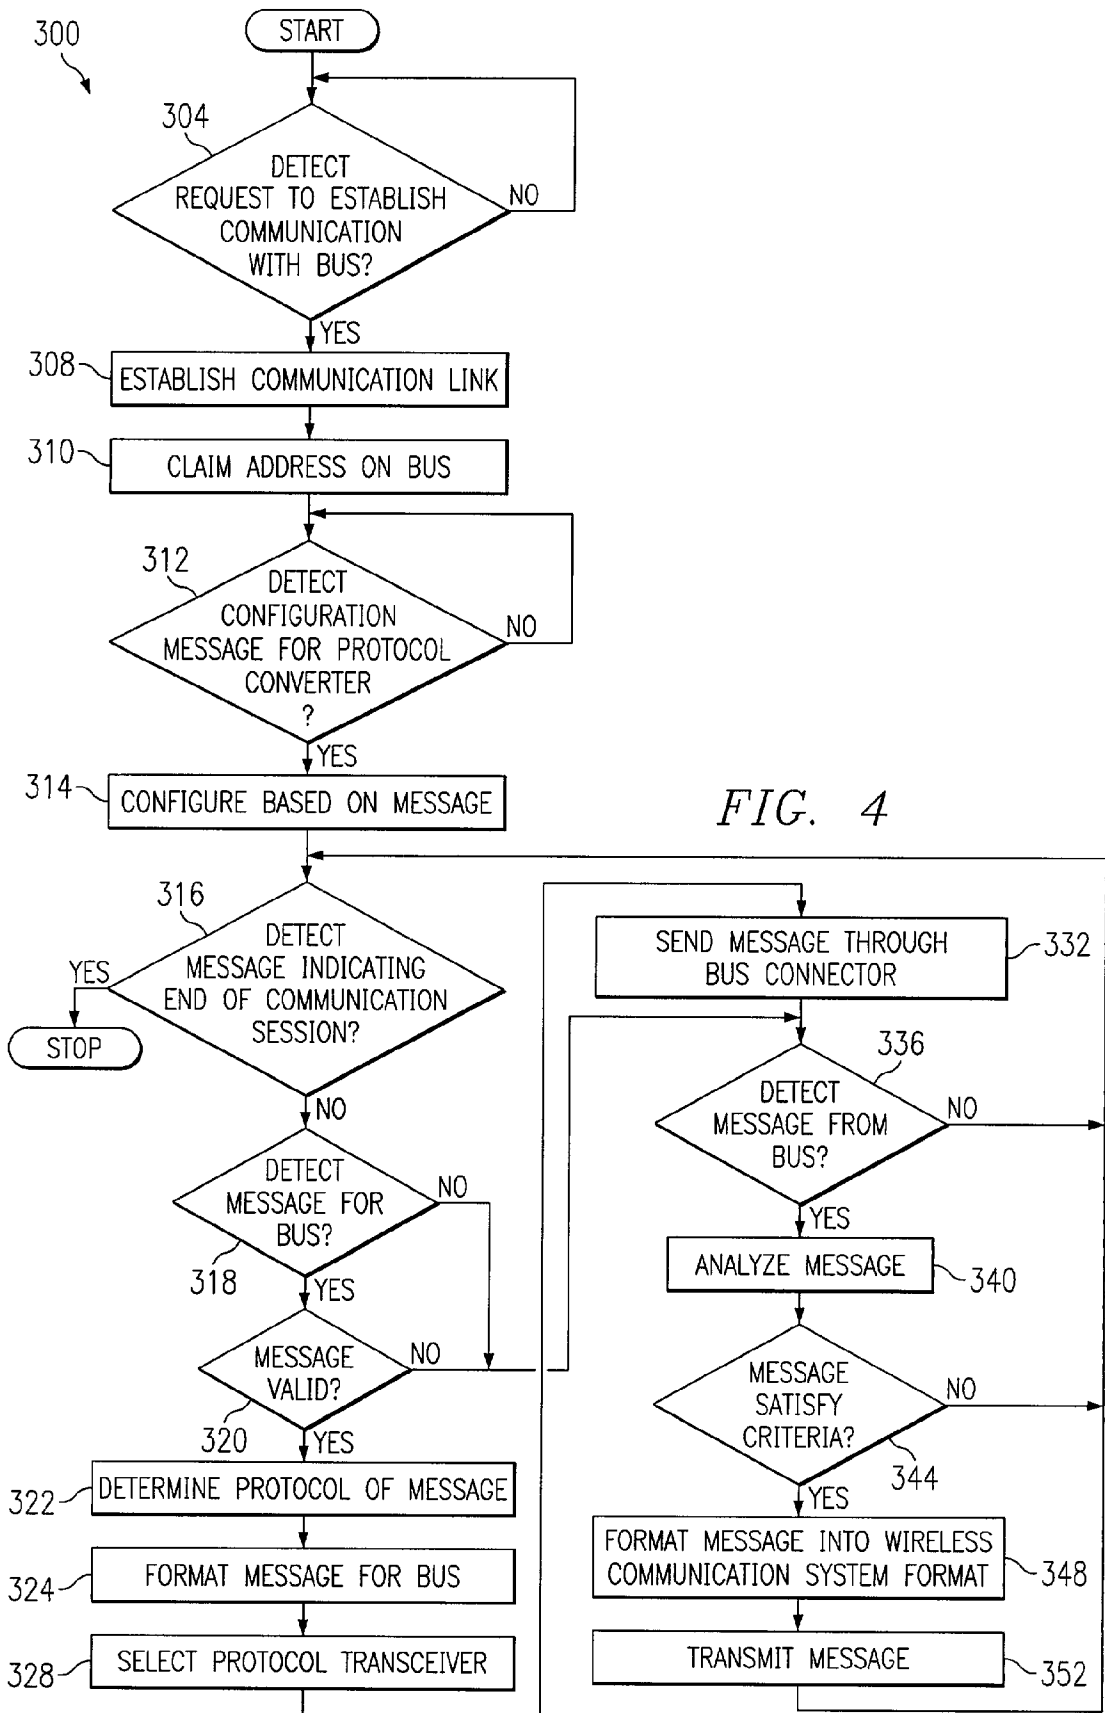 300
START
304
DETECT
REQUEST TO ESTABLISH
COMMUNICATION
WITH BUS?
NO
YES
308
ESTABLISH COMMUNICATION LINK
310
CLAIM ADDRESS ON BUS
312
DETECT
CONFIGURATION
MESSAGE FOR PROTOCOL
CONVERTER
?
NO
YES
314
CONFIGURE BASED ON MESSAGE
FIG. 4
316
DETECT
MESSAGE INDICATING
END OF COMMUNICATION
SESSION?
YES
STOP
NO
DETECT
MESSAGE FOR
BUS?
NO
318
YES
MESSAGE
VALID?
NO
320
YES
322
DETERMINE PROTOCOL OF MESSAGE
324
FORMAT MESSAGE FOR BUS
328
SELECT PROTOCOL TRANSCEIVER
SEND MESSAGE THROUGH
BUS CONNECTOR
332
336
DETECT
MESSAGE FROM
BUS?
NO
YES
ANALYZE MESSAGE
340
MESSAGE
SATISFY
CRITERIA?
NO
344
YES
FORMAT MESSAGE INTO WIRELESS
COMMUNICATION SYSTEM FORMAT
348
TRANSMIT MESSAGE
352